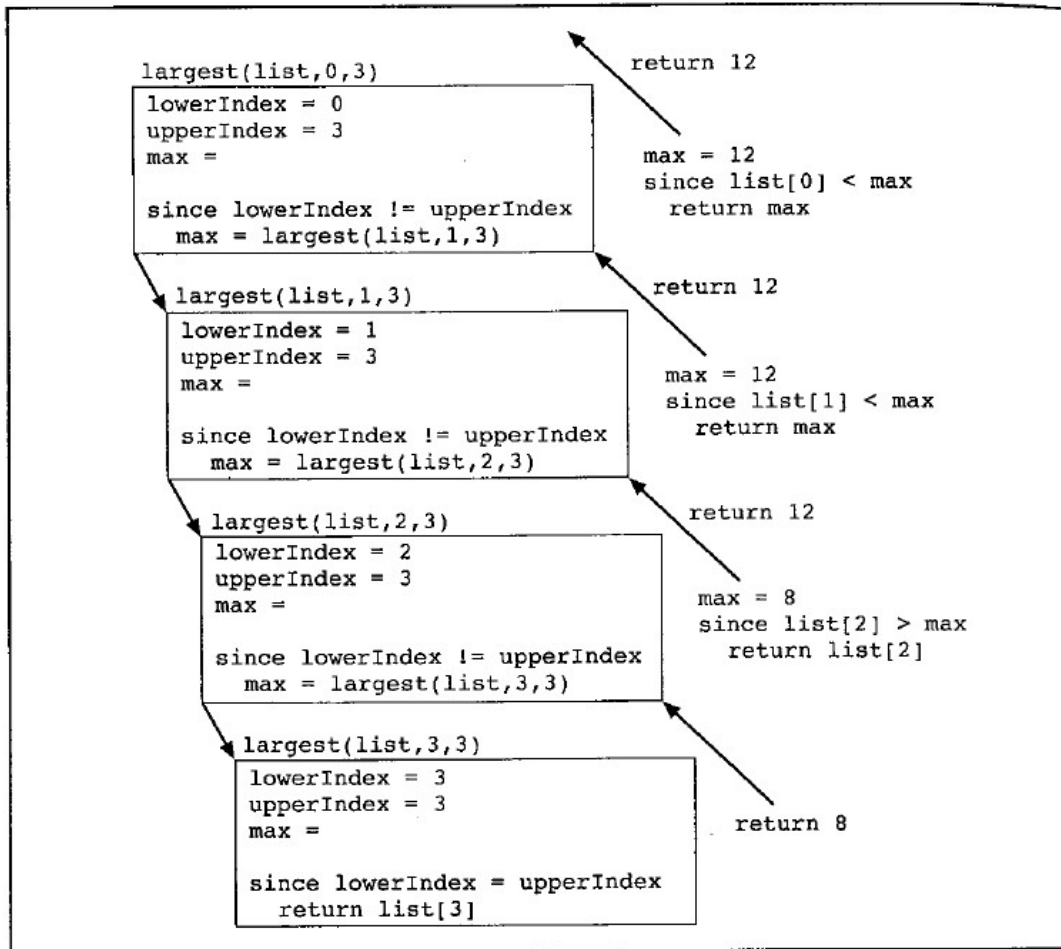 return 12
largest(list,0,3)
lowerIndex = 0
upperIndex = 3
max =
since lowerIndex != upperIndex
max = largest(list,1,3)
max = 12
since list[0] < max
return max
return 12
largest(list,1,3)
lowerIndex = 1
upperIndex = 3
max =
since lowerIndex != upperIndex
max = largest(list,2,3)
max = 12
since list[1] < max
return max
return 12
largest(list,2,3)
lowerIndex = 2
upperIndex = 3
max =
since lowerIndex != upperIndex
max = largest(list,3,3)
max = 8
since list[2] > max
return list[2]
largest(list,3,3)
lowerIndex = 3
upperIndex = 3
max =
since lowerIndex = upperIndex
return list[3]
return 8